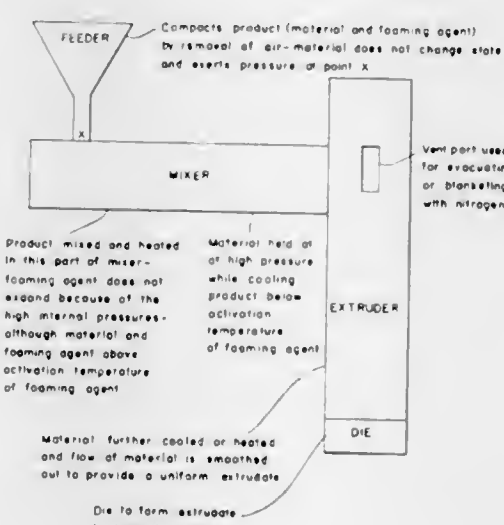 FEEDER
Compacts product (material and foaming agent)
by removal of air-material does not change state
and exerts pressure at point X
X
MIXER
Vent port used
for evacuating
or blanketing
with nitrogen
Product mixed and heated
in this part of mixer-
foaming agent does not
expand because of the
high internal pressures-
although material and
foaming agent above
activation temperature
of foaming agent
Material held at
at high pressure
while cooling
product below
activation
temperature
of foaming agent
EXTRUDER
DIE
Material further cooled or heated
and flow of material is smoothed
out to provide a uniform extrudate
Die to form extrudate